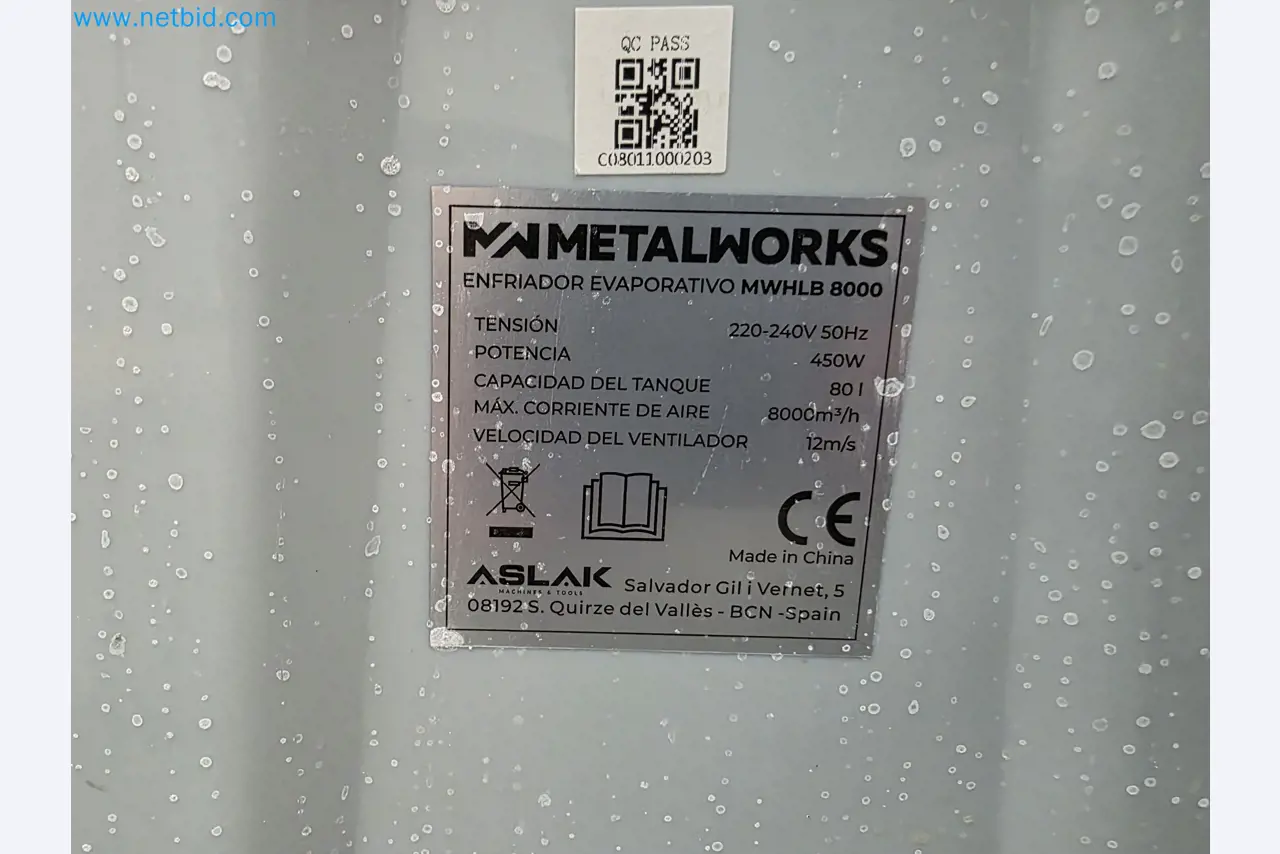 www.netbid.com
QC PASS
C08011000203
MW METALWORKS
ENFRIADOR EVAPORATIVO MWHLB 8000
TENSIÓN 220-240V 50Hz
POTENCIA 450W
CAPACIDAD DEL TANQUE 80 l
MÁX. CORRIENTE DE AIRE 8000m³/h
VELOCIDAD DEL VENTILADOR 12m/s
CE
Made in China
ASLAK Salvador Gil i Vernet, 5
MACHINES & TOOLS
08192 S. Quirze del Vallès - BCN -Spain